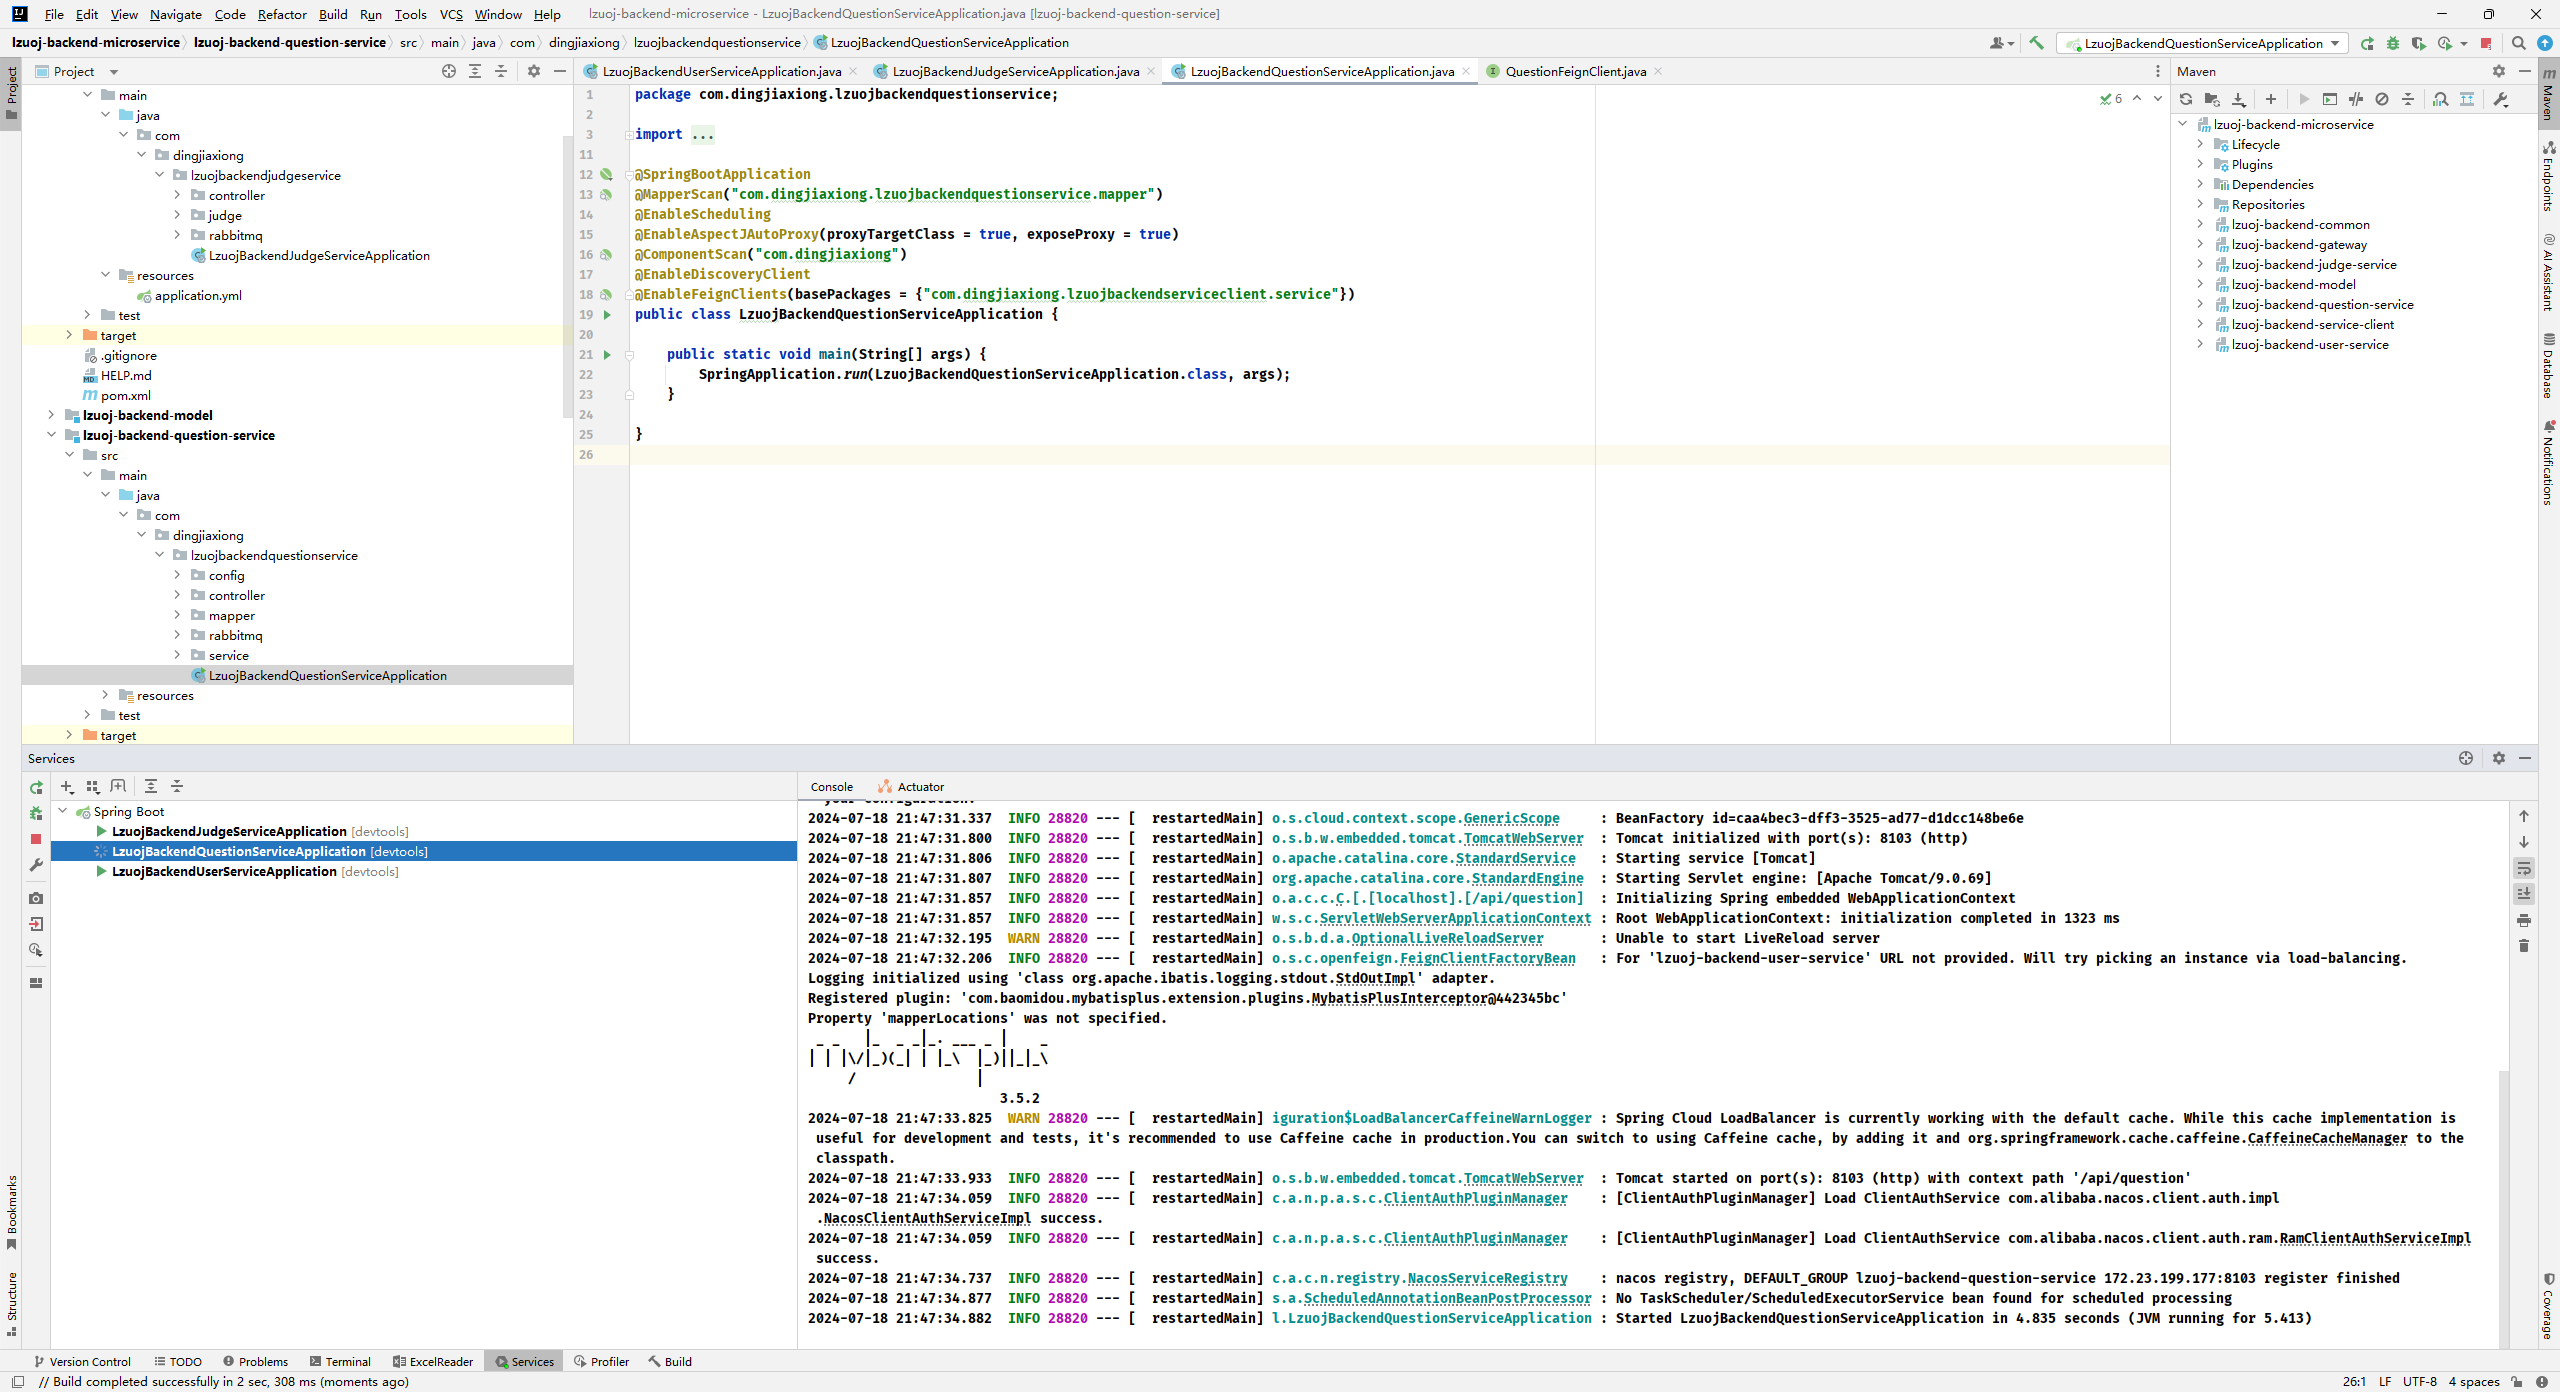 File Edit View Navigate Code Refactor Build Run Tools VCS Window Help lzuoj-backend-microservice - LzuojBackendQuestionServiceApplication.java [lzuoj-backend-question-service]
lzuoj-backend-microservice lzuoj-backend-question-service src main java com dingjiaxiong lzuojbackendquestionservice LzuojBackendQuestionServiceApplication
LzuojBackendQuestionServiceApplication
Project
LzuojBackendUserServiceApplication.java LzuojBackendJudgeServiceApplication.java LzuojBackendQuestionServiceApplication.java QuestionFeignClient.java
Maven
Project
main
java
com
dingjiaxiong
lzuojbackendjudgeservice
controller
judge
rabbitmq
LzuojBackendJudgeServiceApplication
resources
application.yml
test
target
.gitignore
HELP.md
pom.xml
lzuoj-backend-model
lzuoj-backend-question-service
src
main
java
com
dingjiaxiong
lzuojbackendquestionservice
config
controller
mapper
rabbitmq
service
LzuojBackendQuestionServiceApplication
resources
test
target
1 package com.dingjiaxiong.lzuojbackendquestionservice;
2
3 import ...
11
12 @SpringBootApplication
13 @MapperScan("com.dingjiaxiong.lzuojbackendquestionservice.mapper")
14 @EnableScheduling
15 @EnableAspectJAutoProxy(proxyTargetClass = true, exposeProxy = true)
16 @ComponentScan("com.dingjiaxiong")
17 @EnableDiscoveryClient
18 @EnableFeignClients(basePackages = {"com.dingjiaxiong.lzuojbackendserviceclient.service"})
19 public class LzuojBackendQuestionServiceApplication {
20
21 public static void main(String[] args) {
22 SpringApplication.run(LzuojBackendQuestionServiceApplication.class, args);
23 }
24
25 }
26
6
lzuoj-backend-microservice
Lifecycle
Plugins
Dependencies
Repositories
lzuoj-backend-common
lzuoj-backend-gateway
lzuoj-backend-judge-service
lzuoj-backend-model
lzuoj-backend-question-service
lzuoj-backend-service-client
lzuoj-backend-user-service
Maven
Endpoints
AI Assistant
Database
Notifications
Coverage
Services
Spring Boot
LzuojBackendJudgeServiceApplication [devtools]
LzuojBackendQuestionServiceApplication [devtools]
LzuojBackendUserServiceApplication [devtools]
Console Actuator
your configuration.
2024-07-18 21:47:31.337 INFO 28820 --- [ restartedMain] o.s.cloud.context.scope.GenericScope : BeanFactory id=caa4bec3-dff3-3525-ad77-d1dcc148be6e
2024-07-18 21:47:31.800 INFO 28820 --- [ restartedMain] o.s.b.w.embedded.tomcat.TomcatWebServer : Tomcat initialized with port(s): 8103 (http)
2024-07-18 21:47:31.806 INFO 28820 --- [ restartedMain] o.apache.catalina.core.StandardService : Starting service [Tomcat]
2024-07-18 21:47:31.807 INFO 28820 --- [ restartedMain] org.apache.catalina.core.StandardEngine : Starting Servlet engine: [Apache Tomcat/9.0.69]
2024-07-18 21:47:31.857 INFO 28820 --- [ restartedMain] o.a.c.c.C.[.[localhost].[/api/question] : Initializing Spring embedded WebApplicationContext
2024-07-18 21:47:31.857 INFO 28820 --- [ restartedMain] w.s.c.ServletWebServerApplicationContext : Root WebApplicationContext: initialization completed in 1323 ms
2024-07-18 21:47:32.195 WARN 28820 --- [ restartedMain] o.s.b.d.a.OptionalLiveReloadServer : Unable to start LiveReload server
2024-07-18 21:47:32.206 INFO 28820 --- [ restartedMain] o.s.c.openfeign.FeignClientFactoryBean : For 'lzuoj-backend-user-service' URL not provided. Will try picking an instance via load-balancing.
Logging initialized using 'class org.apache.ibatis.logging.stdout.StdOutImpl' adapter.
Registered plugin: 'com.baomidou.mybatisplus.extension.plugins.MybatisPlusInterceptor@442345bc'
Property 'mapperLocations' was not specified.
 _ _   |_  _ _|_. ___ _ |    _
| | |\/|_)(_| | |_\  |_)||_|_\
     /               |
3.5.2
2024-07-18 21:47:33.825 WARN 28820 --- [ restartedMain] iguration$LoadBalancerCaffeineWarnLogger : Spring Cloud LoadBalancer is currently working with the default cache. While this cache implementation is
useful for development and tests, it's recommended to use Caffeine cache in production.You can switch to using Caffeine cache, by adding it and org.springframework.cache.caffeine.CaffeineCacheManager to the
classpath.
2024-07-18 21:47:33.933 INFO 28820 --- [ restartedMain] o.s.b.w.embedded.tomcat.TomcatWebServer : Tomcat started on port(s): 8103 (http) with context path '/api/question'
2024-07-18 21:47:34.059 INFO 28820 --- [ restartedMain] c.a.n.p.a.s.c.ClientAuthPluginManager : [ClientAuthPluginManager] Load ClientAuthService com.alibaba.nacos.client.auth.impl
.NacosClientAuthServiceImpl success.
2024-07-18 21:47:34.059 INFO 28820 --- [ restartedMain] c.a.n.p.a.s.c.ClientAuthPluginManager : [ClientAuthPluginManager] Load ClientAuthService com.alibaba.nacos.client.auth.ram.RamClientAuthServiceImpl
success.
2024-07-18 21:47:34.737 INFO 28820 --- [ restartedMain] c.a.c.n.registry.NacosServiceRegistry : nacos registry, DEFAULT_GROUP lzuoj-backend-question-service 172.23.199.177:8103 register finished
2024-07-18 21:47:34.877 INFO 28820 --- [ restartedMain] s.a.ScheduledAnnotationBeanPostProcessor : No TaskScheduler/ScheduledExecutorService bean found for scheduled processing
2024-07-18 21:47:34.882 INFO 28820 --- [ restartedMain] l.LzuojBackendQuestionServiceApplication : Started LzuojBackendQuestionServiceApplication in 4.835 seconds (JVM running for 5.413)
Bookmarks
Structure
Version Control TODO Problems Terminal ExcelReader Services Profiler Build
// Build completed successfully in 2 sec, 308 ms (moments ago)
26:1 LF UTF-8 4 spaces